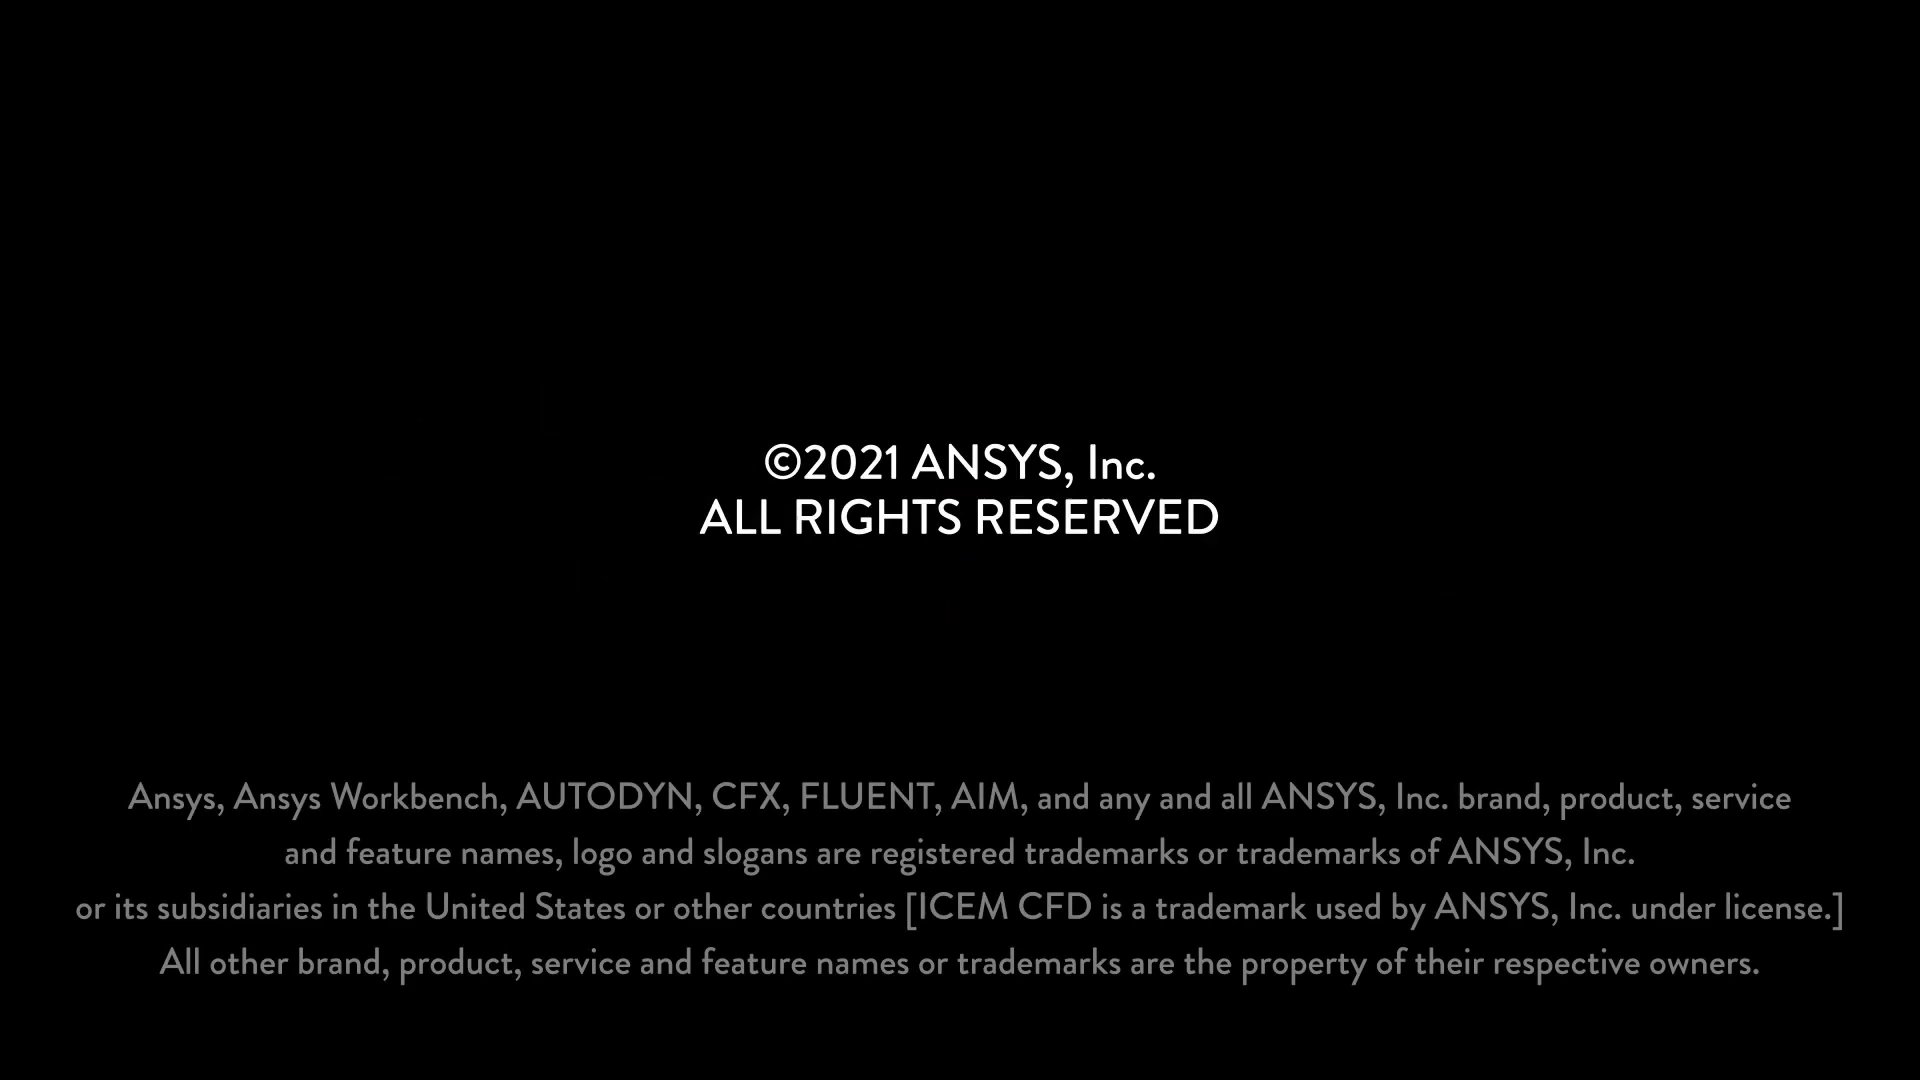 ©2021 ANSYS, Inc.
ALL RIGHTS RESERVED
Ansys, Ansys Workbench, AUTODYN, CFX, FLUENT, AIM, and any and all ANSYS, Inc. brand, product, service
and feature names, logo and slogans are registered trademarks or trademarks of ANSYS, Inc.
or its subsidiaries in the United States or other countries [ICEM CFD is a trademark used by ANSYS, Inc. under license.]
All other brand, product, service and feature names or trademarks are the property of their respective owners.